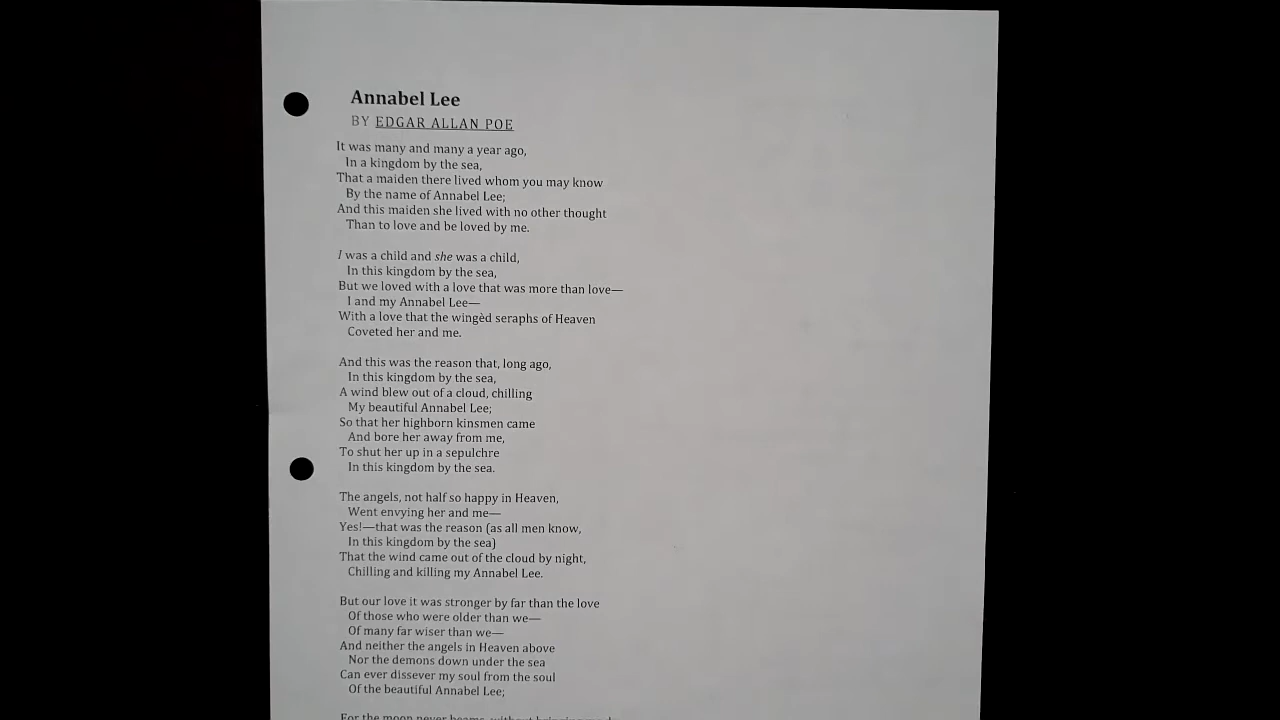 Annabel Lee
BY EDGAR ALLAN POE
It was many and many a year ago,
In a kingdom by the sea,
That a maiden there lived whom you may know
By the name of Annabel Lee;
And this maiden she lived with no other thought
Than to love and be loved by me.
I was a child and she was a child,
In this kingdom by the sea,
But we loved with a love that was more than love—
I and my Annabel Lee—
With a love that the wingèd seraphs of Heaven
Coveted her and me.
And this was the reason that, long ago,
In this kingdom by the sea,
A wind blew out of a cloud, chilling
My beautiful Annabel Lee;
So that her highborn kinsmen came
And bore her away from me,
To shut her up in a sepulchre
In this kingdom by the sea.
The angels, not half so happy in Heaven,
Went envying her and me—
Yes!—that was the reason (as all men know,
In this kingdom by the sea)
That the wind came out of the cloud by night,
Chilling and killing my Annabel Lee.
But our love it was stronger by far than the love
Of those who were older than we—
Of many far wiser than we—
And neither the angels in Heaven above
Nor the demons down under the sea
Can ever dissever my soul from the soul
Of the beautiful Annabel Lee;
For the moon never beams, without bringing